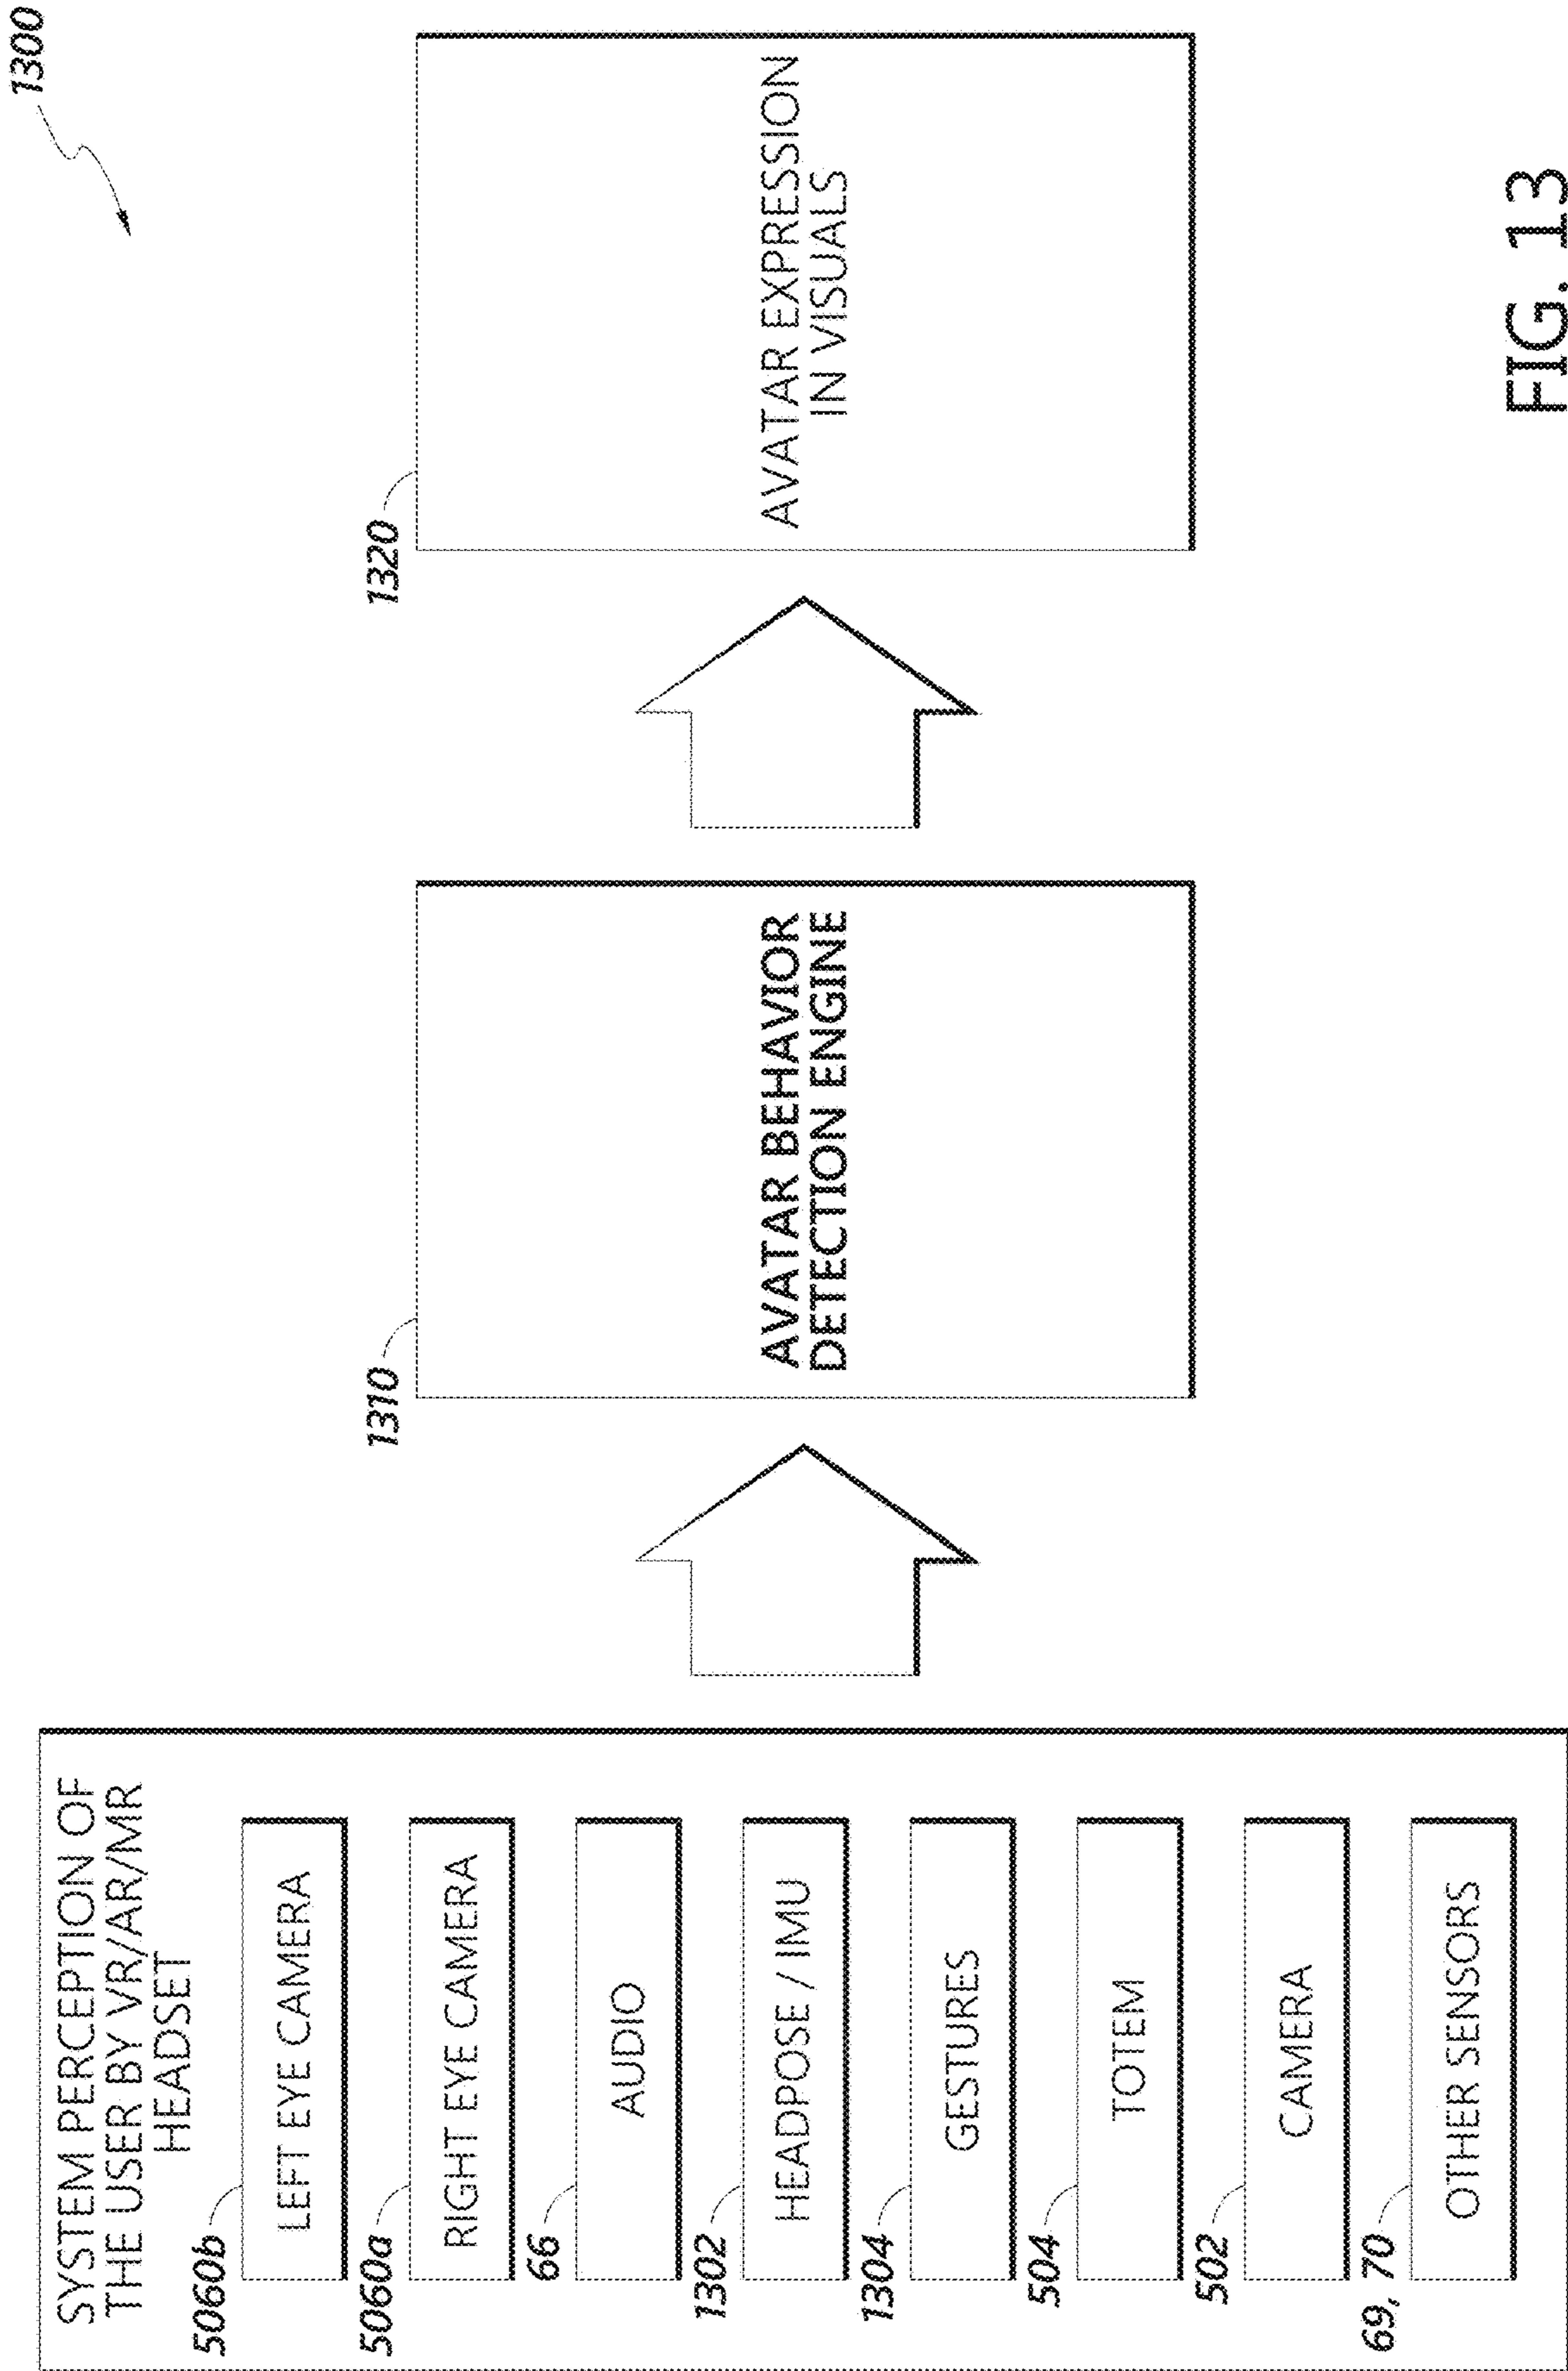 1300
SYSTEM PERCEPTION OF
THE USER BY VR/AR/MR
HEADSET
5060b
LEFT EYE CAMERA
5060a
RIGHT EYE CAMERA
66
AUDIO
1302
HEADPOSE / IMU
1304
GESTURES
504
TOTEM
502
CAMERA
69, 70
OTHER SENSORS
1310
AVATAR BEHAVIOR
DETECTION ENGINE
1320
AVATAR EXPRESSION
IN VISUALS
FIG. 13